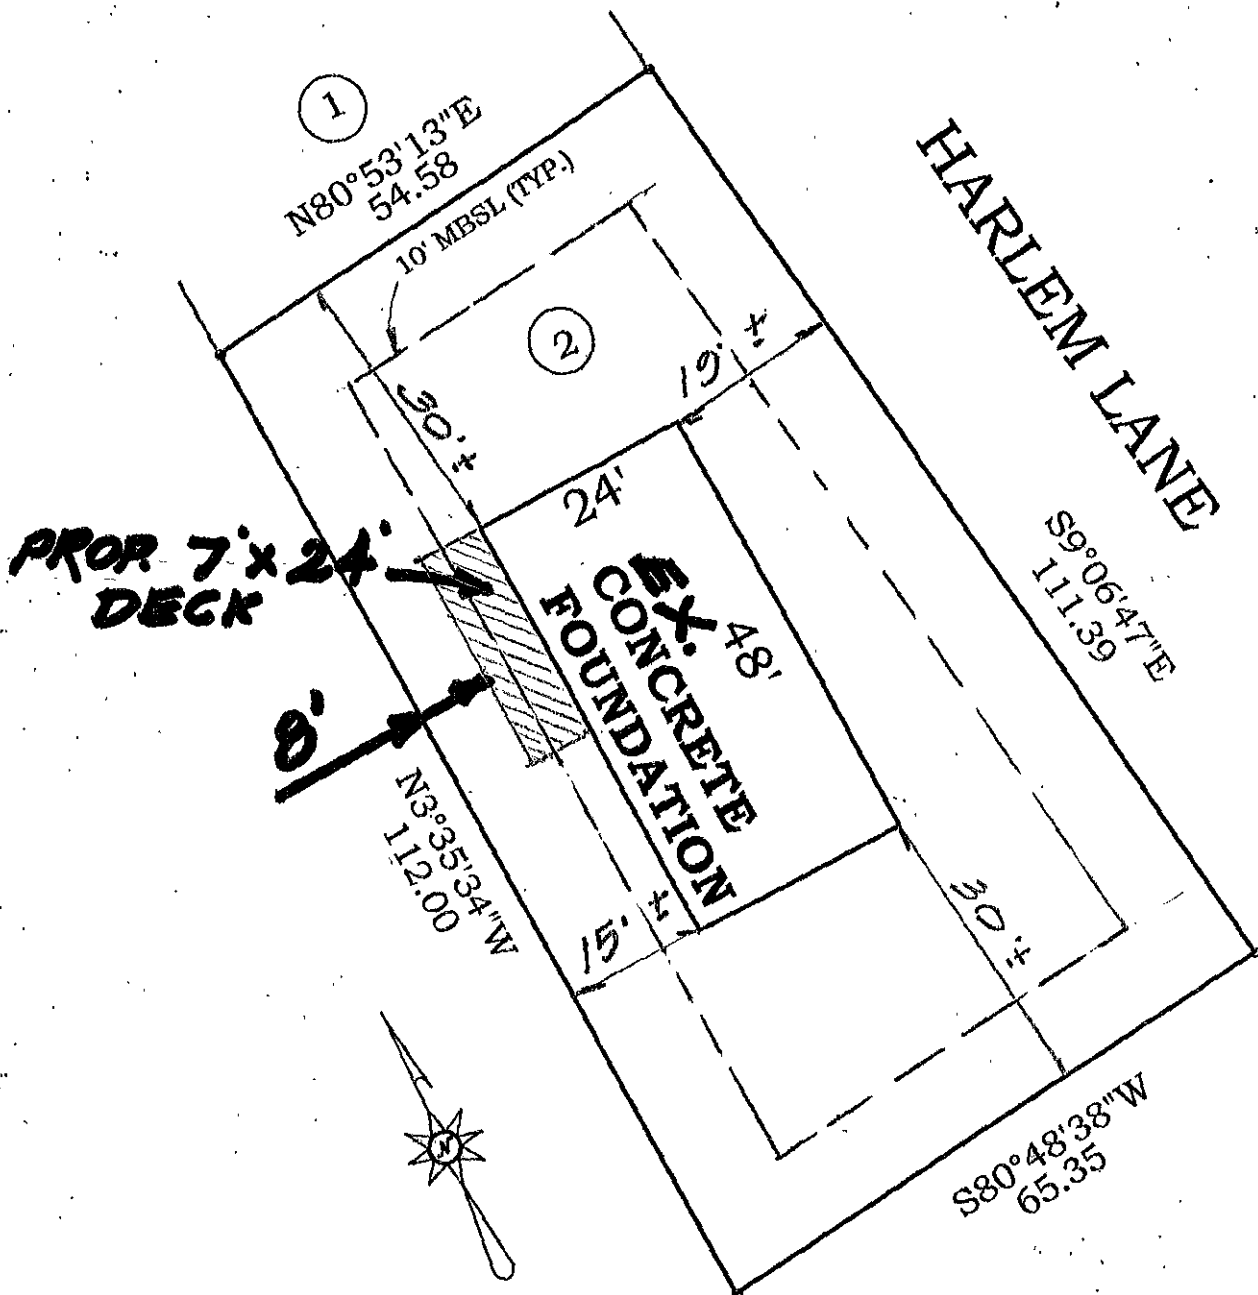 1
N80°53'13"E
54.58
10' MBSL (TYP.)
HARLEM LANE
2
19' ±
30' ±
24'
PROP. 7' x 24'
DECK
EX.
CONCRETE
FOUNDATION
48'
S9°06'47"E
111.39
8'
N3°35'34"W
112.00
15' ±
30' ±
N
S80°48'38"W
65.35